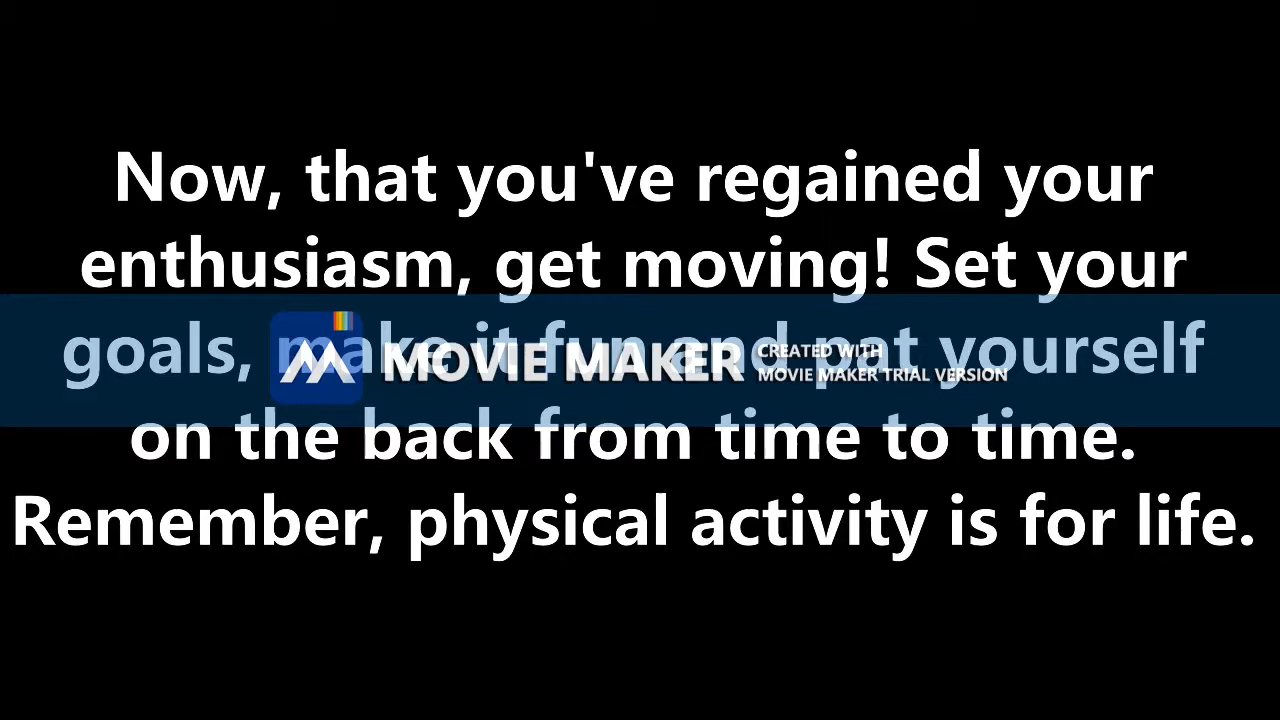 Now, that you've regained your
enthusiasm, get moving! Set your
goals, make it fun and pat yourself
MOVIE MAKER
CREATED WITH
MOVIE MAKER TRIAL VERSION
on the back from time to time.
Remember, physical activity is for life.